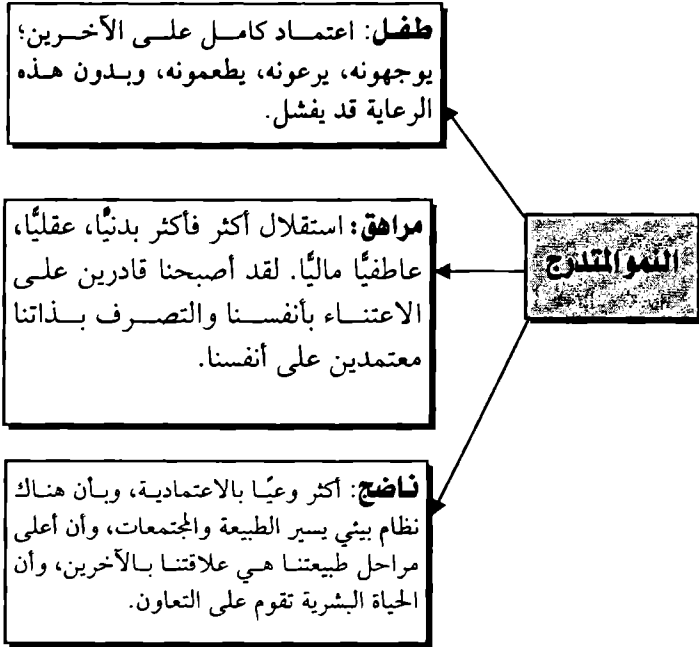 النمو المتدرج
طفل: اعتماد كامل على الآخرين؛
يوجهونه، يرعونه، يطعمونه، وبدون هذه
الرعاية قد يفشل.
مراهق: استقلال أكثر فأكثر بدنيًّا، عقليًّا،
عاطفيًّا ماليًّا. لقد أصبحنا قادرين على
الاعتناء بأنفسنا والتصرف بذاتنا
معتمدين على أنفسنا.
ناضج: أكثر وعيًا بالاعتمادية، وبأن هناك
نظام بيئي يسير الطبيعة والمجتمعات، وأن أعلى
مراحل طبيعتنا هي علاقتنا بالآخرين، وأن
الحياة البشرية تقوم على التعاون.